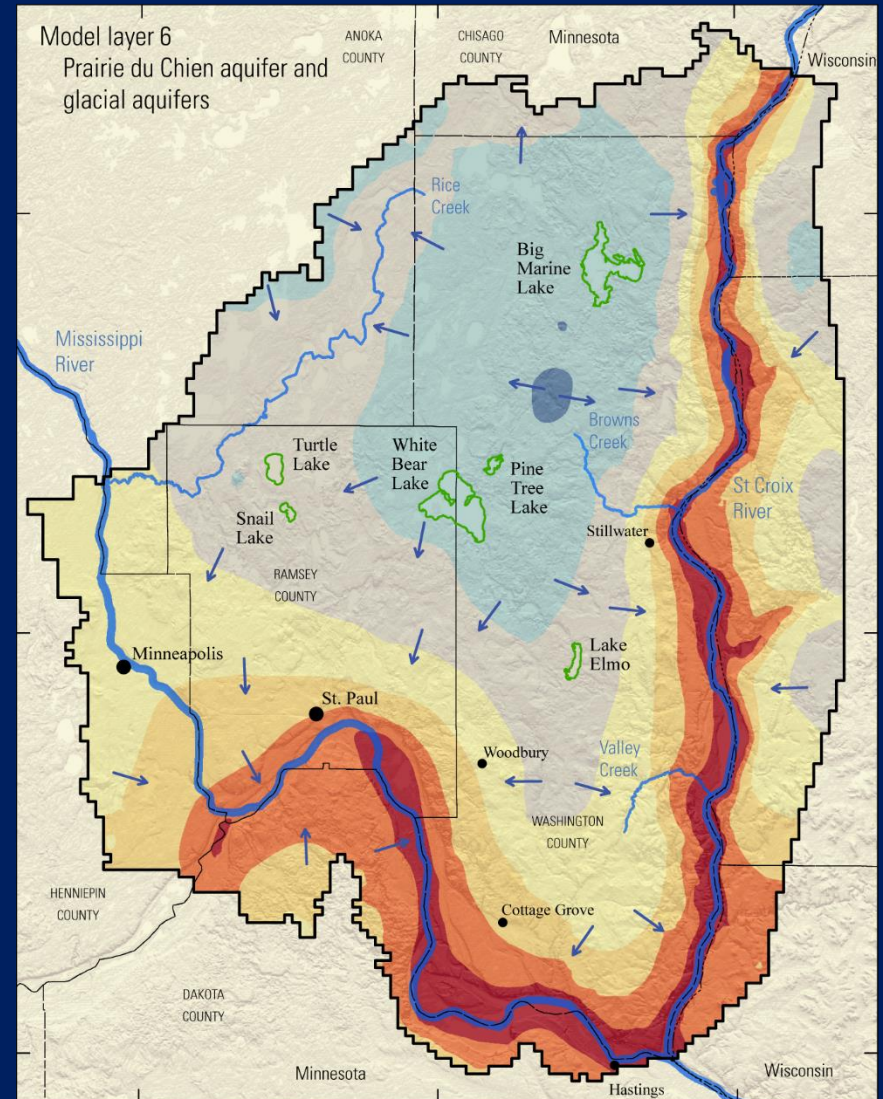 Model layer 6
Prairie du Chien aquifer and
glacial aquifers
ANOKA
COUNTY
CHISAGO
COUNTY
Minnesota
Wisconsin
Rice
Creek
Big
Marine
Lake
Mississippi
River
Browns
Creek
Turtle
Lake
White
Bear
Lake
Pine
Tree
Lake
St Croix
River
Snail
Lake
Stillwater
RAMSEY
COUNTY
Minneapolis
Lake
Elmo
St. Paul
Woodbury
Valley
Creek
WASHINGTON
COUNTY
HENNEPIN
COUNTY
Cottage Grove
DAKOTA
COUNTY
Minnesota
Wisconsin
Hastings